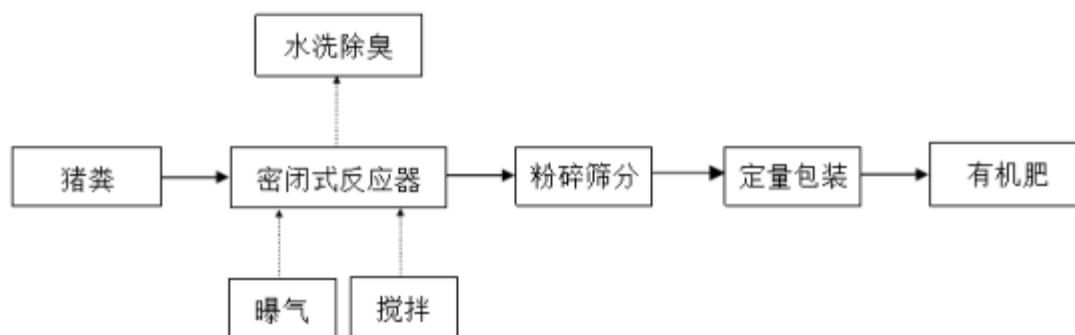 水洗除臭
猪粪
密闭式反应器
粉碎筛分
定量包装
有机肥
曝气
搅拌